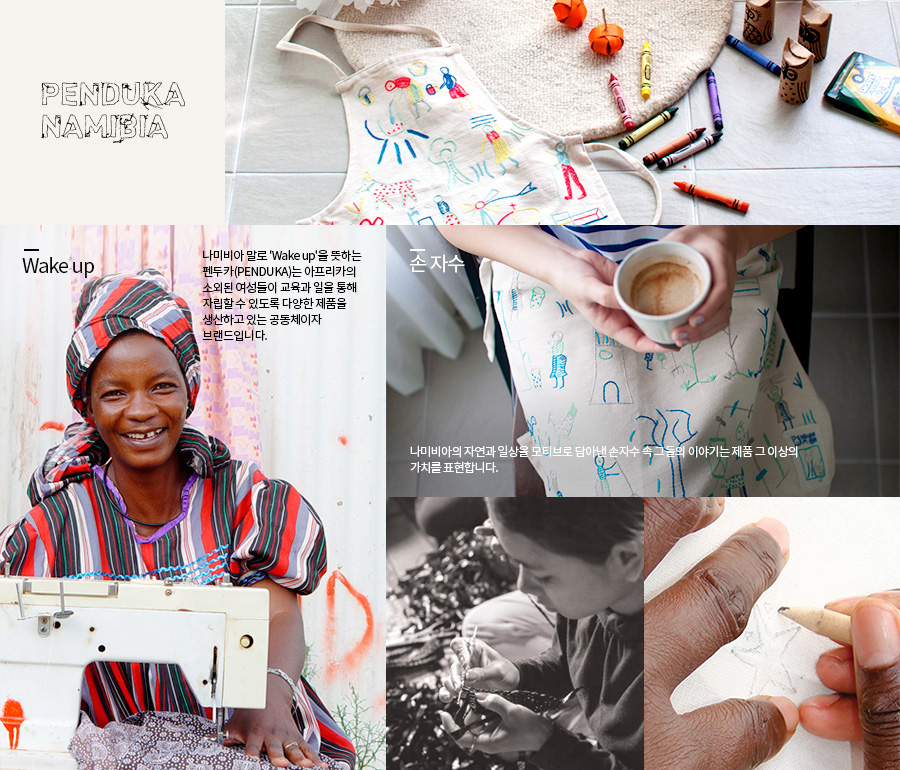 PENDUKA
NAMIBIA
Wake up
나미비아 말로 'Wake up'을 뜻하는
펜두카(PENDUKA)는 아프리카의
소외된 여성들이 교육과 일을 통해
자립할 수 있도록 다양한 제품을
생산하고 있는 공동체이자
브랜드입니다.
손 자수
나미비아의 자연과 일상을 모티브로 담아낸 손자수 속 그들의 이야기는 제품 그 이상의
가치를 표현합니다.